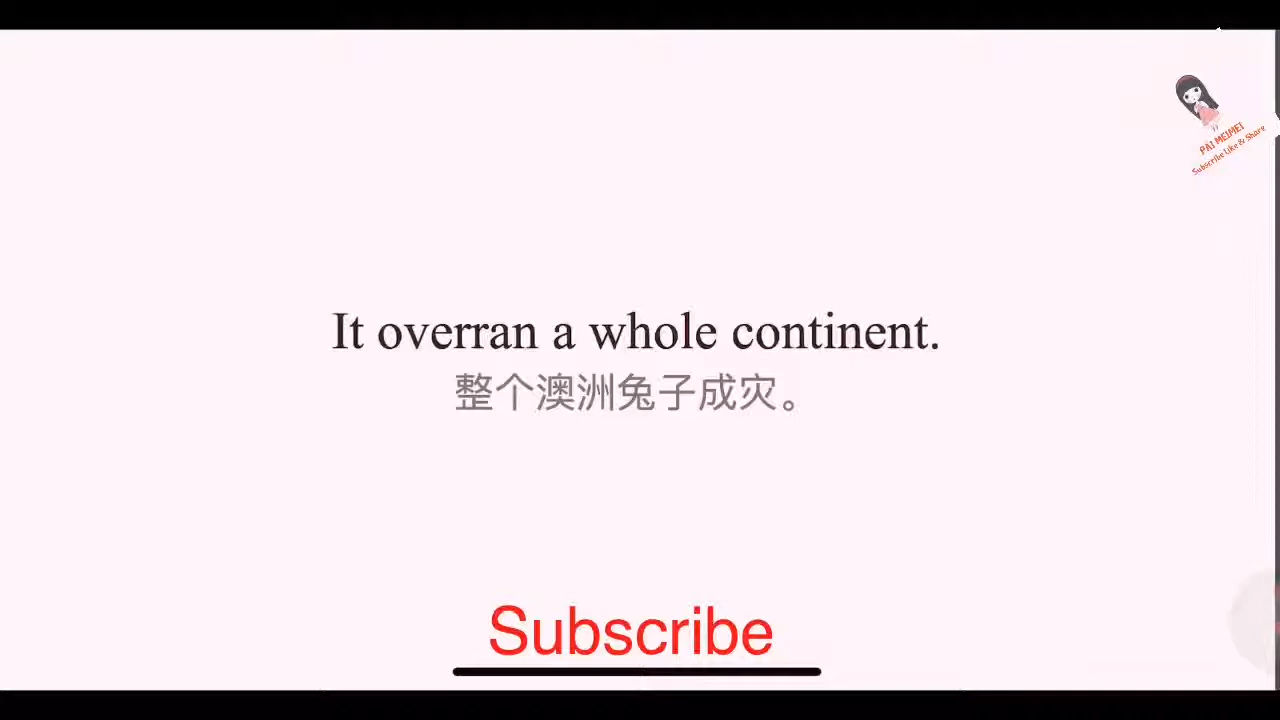 PAI MEIMEI
Subscribe Like & Share
It overran a whole continent.
整个澳洲兔子成灾。
Subscribe